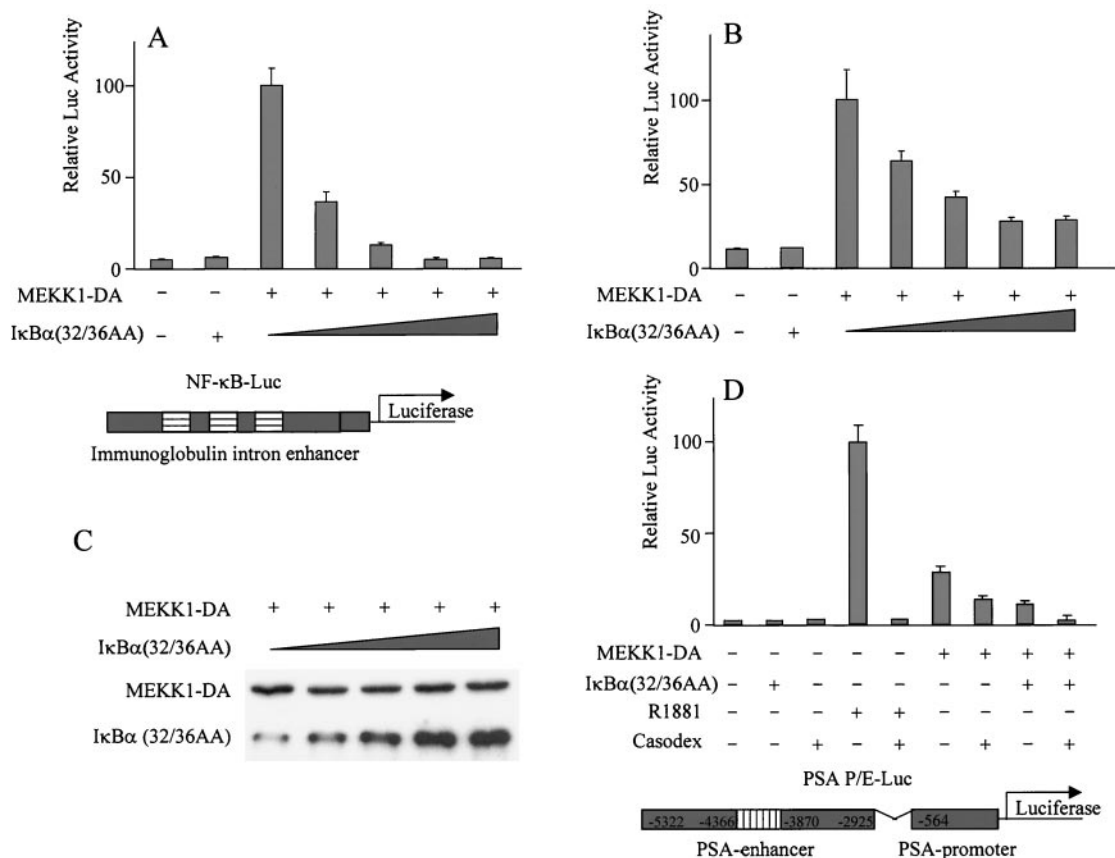 A
Relative Luc Activity
100
50
0
MEKK1-DA − − + + + + +
IκBα(32/36AA) − +
NF-κB-Luc
Luciferase
Immunoglobulin intron enhancer
B
Relative Luc Activity
100
50
0
MEKK1-DA − − + + + + +
IκBα(32/36AA) − +
C
MEKK1-DA + + + + +
IκBα(32/36AA)
MEKK1-DA
IκBα (32/36AA)
D
Relative Luc Activity
100
50
0
MEKK1-DA − − − − − + + + +
IκBα(32/36AA) − + − − − − − + +
R1881 − − − + + − − − −
Casodex − − + − + − + − +
PSA P/E-Luc
-5322 -4366 -3870 -2925 -564 Luciferase
PSA-enhancer PSA-promoter